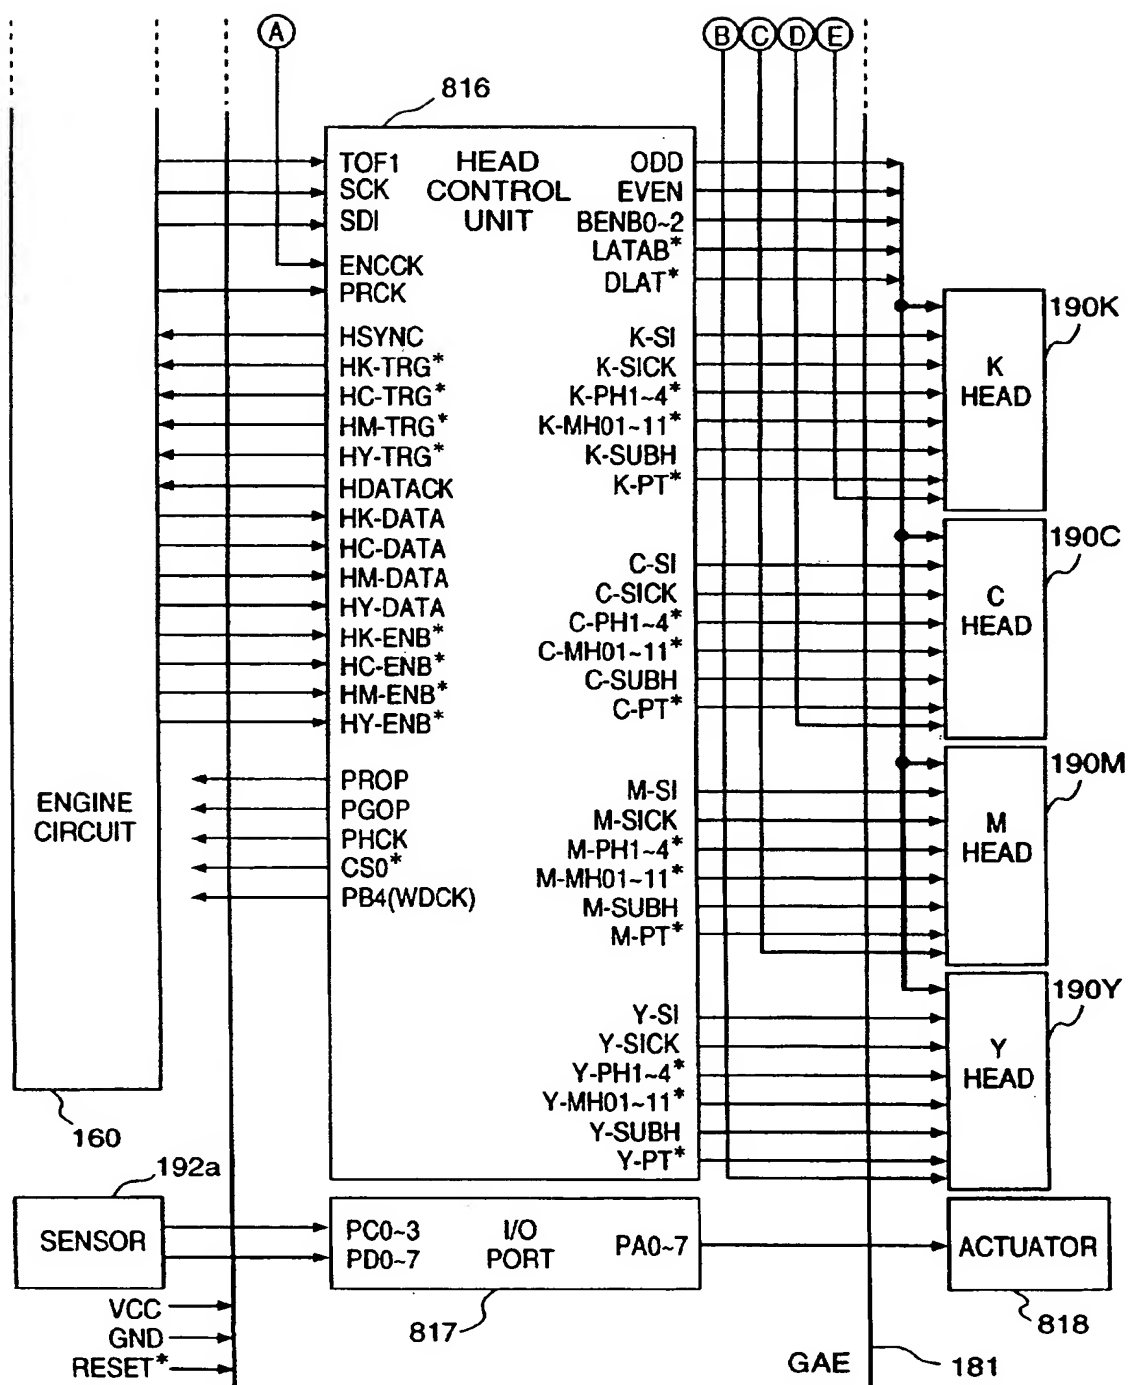 A
B C D E
816
HEAD
CONTROL
UNIT
TOF1
SCK
SDI
ENCCK
PRCK
HSYNC
HK-TRG*
HC-TRG*
HM-TRG*
HY-TRG*
HDATACK
HK-DATA
HC-DATA
HM-DATA
HY-DATA
HK-ENB*
HC-ENB*
HM-ENB*
HY-ENB*
PROP
PGOP
PHCK
CS0*
PB4(WDCK)
ODD
EVEN
BENB0~2
LATAB*
DLAT*
K-SI
K-SICK
K-PH1~4*
K-MH01~11*
K-SUBH
K-PT*
C-SI
C-SICK
C-PH1~4*
C-MH01~11*
C-SUBH
C-PT*
M-SI
M-SICK
M-PH1~4*
M-MH01~11*
M-SUBH
M-PT*
Y-SI
Y-SICK
Y-PH1~4*
Y-MH01~11*
Y-SUBH
Y-PT*
190K
K
HEAD
190C
C
HEAD
190M
M
HEAD
190Y
Y
HEAD
ENGINE
CIRCUIT
160
192a
SENSOR
PC0~3
PD0~7
I/O
PORT
PA0~7
ACTUATOR
VCC
GND
RESET*
817
818
GAE
181